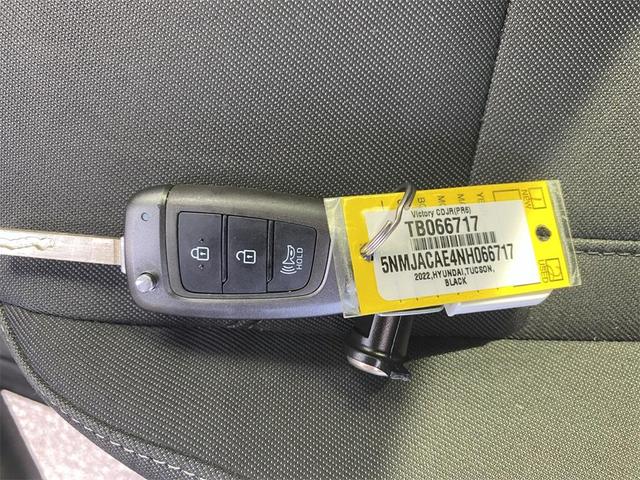 Victory CDJR(PR6)
TB066717
5NMJACAE4NH066717
2022,HYUNDAI,TUCSON,
BLACK
NEW
USED
HOLD